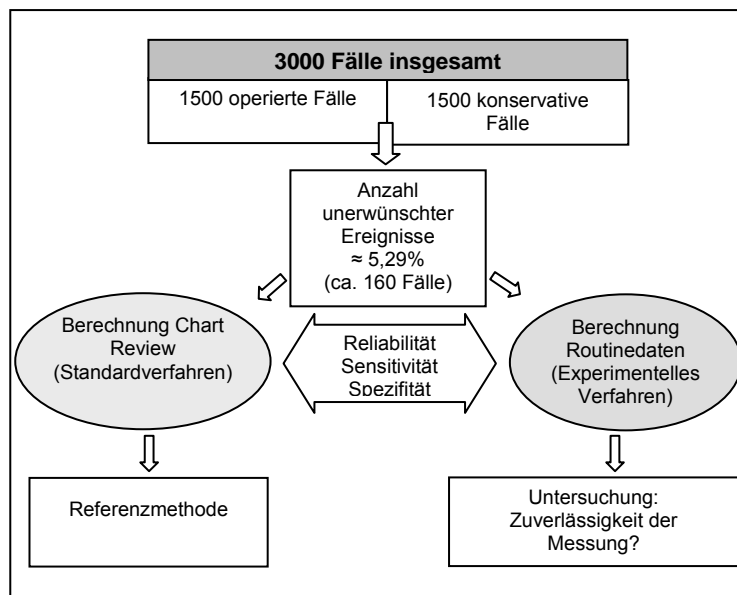 3000 Fälle insgesamt
1500 operierte Fälle
1500 konservative
Fälle
Anzahl
unerwünschter
Ereignisse
≈ 5,29%
(ca. 160 Fälle)
Berechnung Chart
Review
(Standardverfahren)
Reliabilität
Sensitivität
Spezifität
Berechnung
Routinedaten
(Experimentelles
Verfahren)
Referenzmethode
Untersuchung:
Zuverlässigkeit der
Messung?